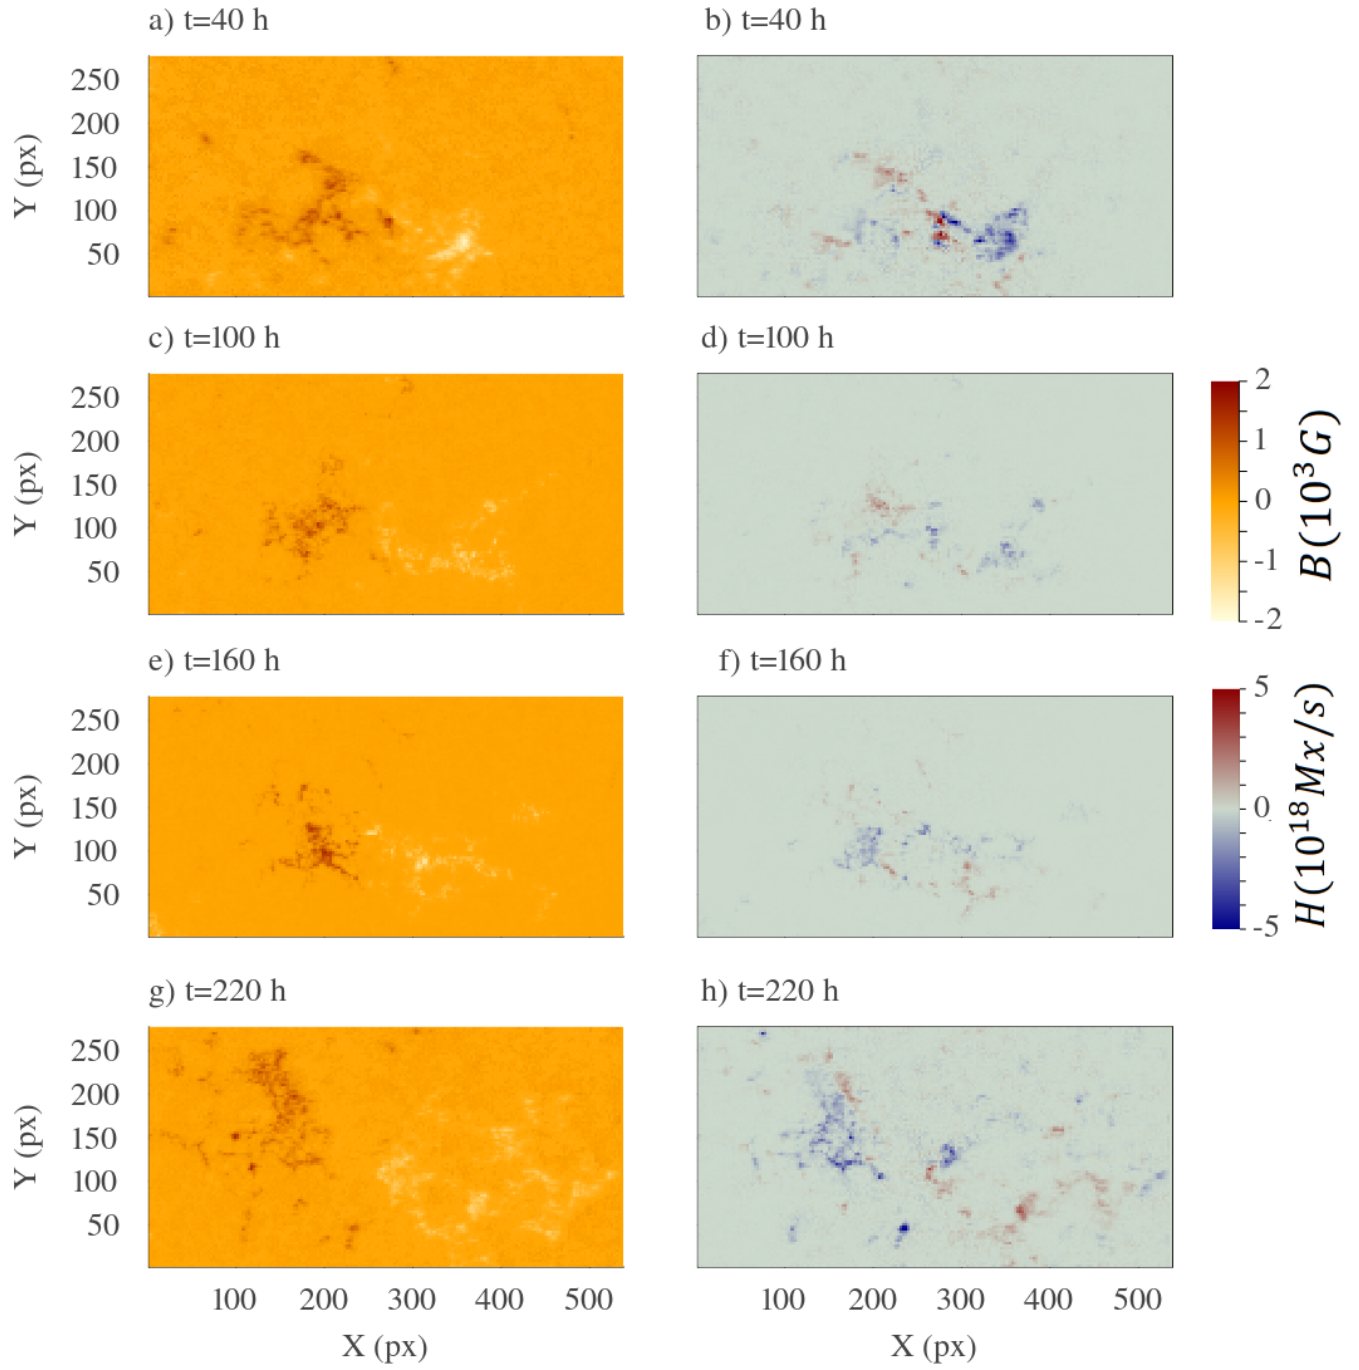 a) t=40 h
b) t=40 h
250
200
150
100
50
Y (px)
c) t=100 h
d) t=100 h
250
200
150
100
50
Y (px)
2
1
0
-1
-2
B(10³G)
e) t=160 h
f) t=160 h
250
200
150
100
50
Y (px)
5
0
-5
H(10¹⁸Mx/s)
g) t=220 h
h) t=220 h
250
200
150
100
50
Y (px)
100 200 300 400 500
100 200 300 400 500
X (px)
X (px)